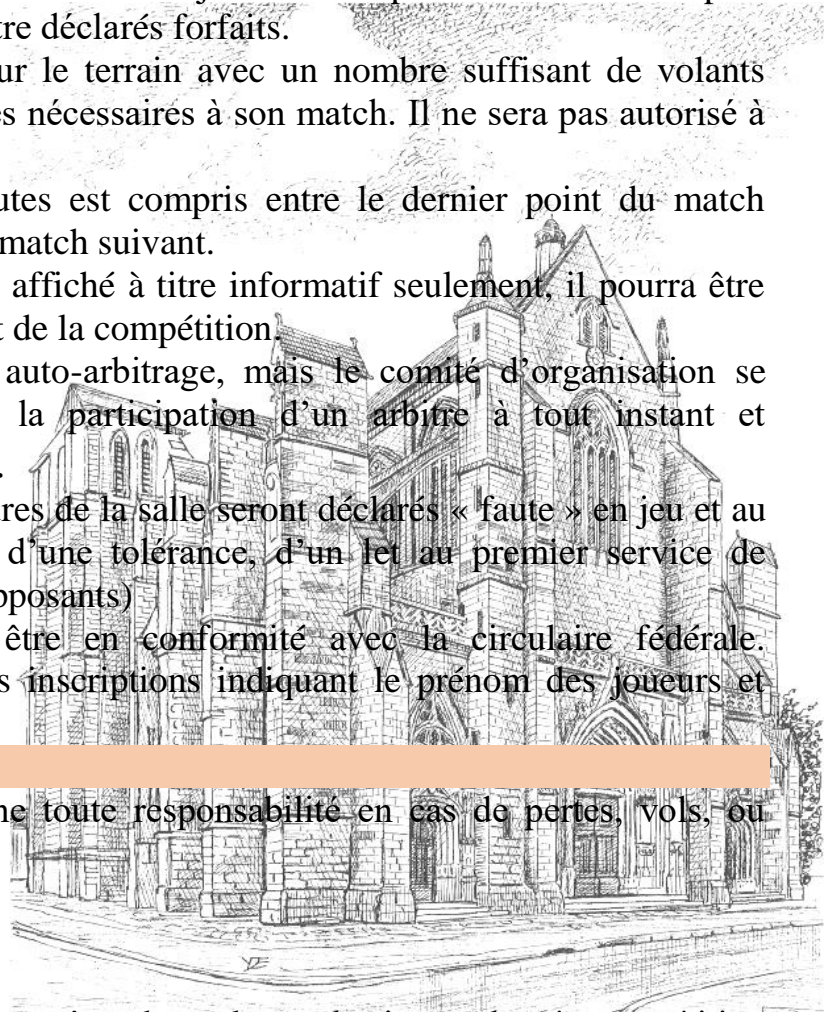 tre déclarés forfaits.
ur le terrain avec un nombre suffisant de volants
es nécessaires à son match. Il ne sera pas autorisé à
utes est compris entre le dernier point du match
match suivant.
affiché à titre informatif seulement, il pourra être
t de la compétition.
auto-arbitrage, mais le comité d’organisation se
la participation d’un arbitre à tout instant et
.
res de la salle seront déclarés « faute » en jeu et au
d’une tolérance, d’un let au premier service de
pposants)
être en conformité avec la circulaire fédérale.
s inscriptions indiquant le prénom des joueurs et
ne toute responsabilité en cas de pertes, vols, ou